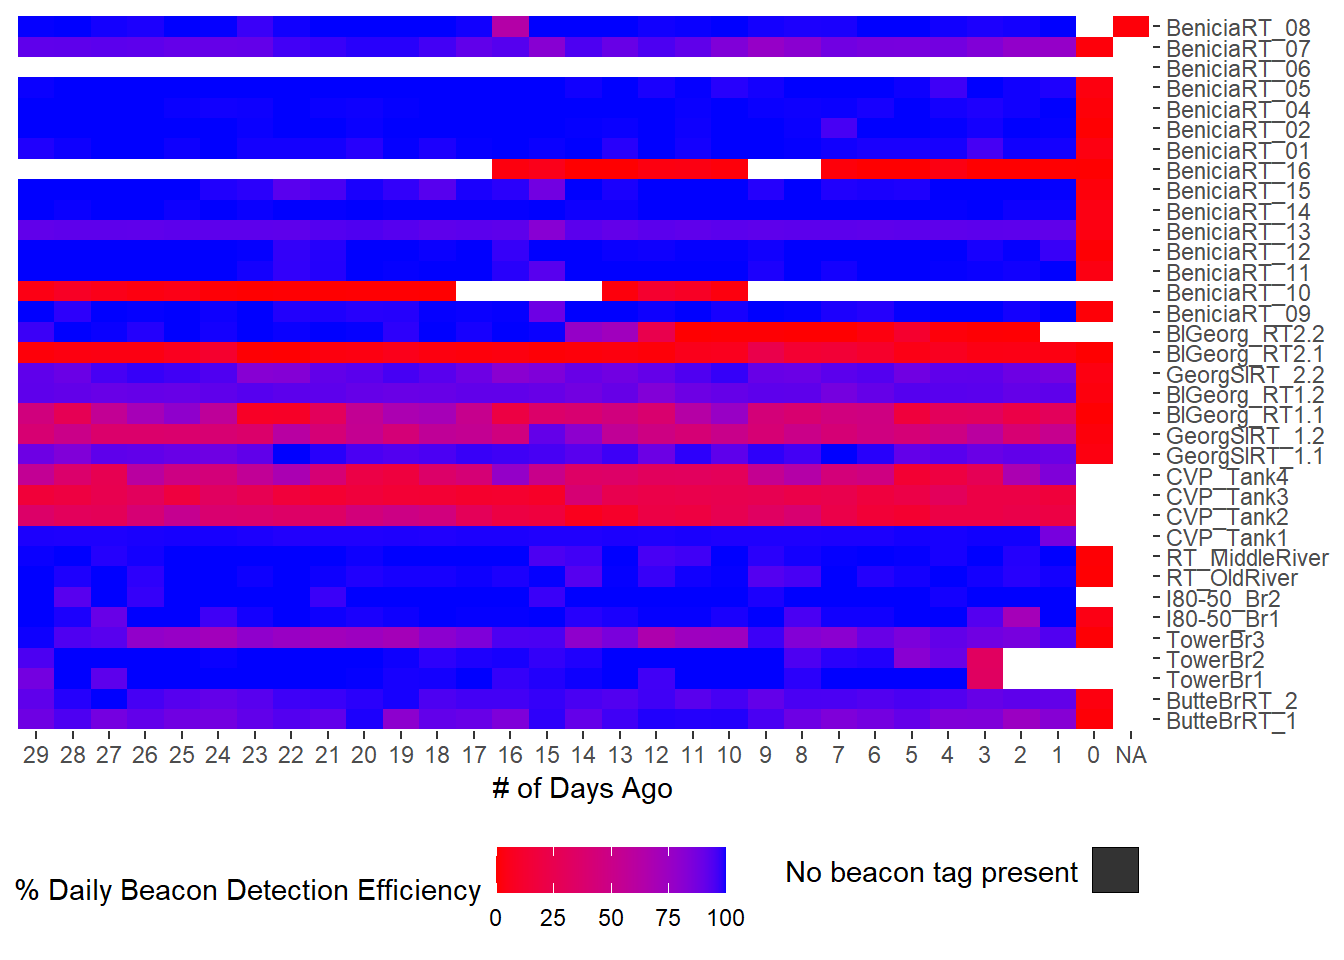 BeniciaRT_08
BeniciaRT_07
BeniciaRT_06
BeniciaRT_05
BeniciaRT_04
BeniciaRT_02
BeniciaRT_01
BeniciaRT_16
BeniciaRT_15
BeniciaRT_14
BeniciaRT_13
BeniciaRT_12
BeniciaRT_11
BeniciaRT_10
BeniciaRT_09
BlGeorg_RT2.2
BlGeorg_RT2.1
GeorgSlRT_2.2
BlGeorg_RT1.2
BlGeorg_RT1.1
GeorgSlRT_1.2
GeorgSlRT_1.1
CVP_Tank4
CVP_Tank3
CVP_Tank2
CVP_Tank1
RT_MiddleRiver
RT_OldRiver
I80-50_Br2
I80-50_Br1
TowerBr3
TowerBr2
TowerBr1
ButteBrRT_2
ButteBrRT_1
29 28 27 26 25 24 23 22 21 20 19 18 17 16 15 14 13 12 11 10 9 8 7 6 5 4 3 2 1 0 NA
# of Days Ago
% Daily Beacon Detection Efficiency
0 25 50 75 100
No beacon tag present